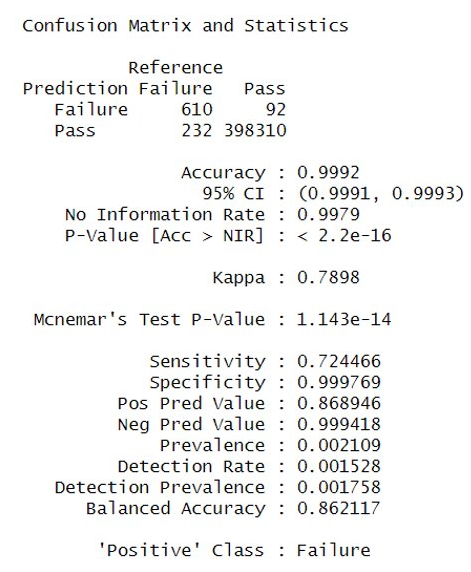 Confusion Matrix and Statistics
Reference
Prediction Failure Pass
Failure 610 92
Pass 232 398310
Accuracy : 0.9992
95% CI : (0.9991, 0.9993)
No Information Rate : 0.9979
P-Value [Acc > NIR] : < 2.2e-16
Kappa : 0.7898
Mcnemar's Test P-Value : 1.143e-14
Sensitivity : 0.724466
Specificity : 0.999769
Pos Pred Value : 0.868946
Neg Pred Value : 0.999418
Prevalence : 0.002109
Detection Rate : 0.001528
Detection Prevalence : 0.001758
Balanced Accuracy : 0.862117
'Positive' Class : Failure